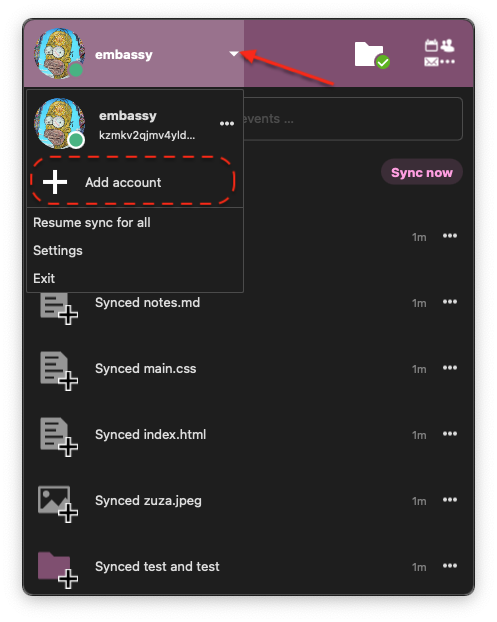 embassy
embassy
kzmkv2qjmv4yld...
Add account
Resume sync for all
Settings
Exit
events ...
Sync now
1m
Synced notes.md 1m
Synced main.css 1m
Synced index.html 1m
Synced zuza.jpeg 1m
Synced test and test 1m